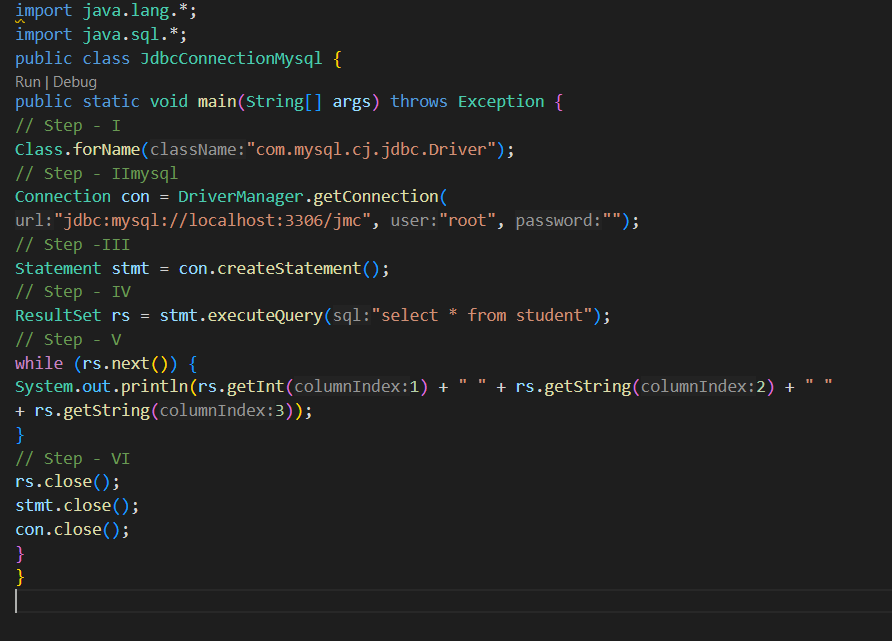 import java.lang.*;
import java.sql.*;
public class JdbcConnectionMysql {
Run | Debug
public static void main(String[] args) throws Exception {
// Step - I
Class.forName(className:"com.mysql.cj.jdbc.Driver");
// Step - IImysql
Connection con = DriverManager.getConnection(
url:"jdbc:mysql://localhost:3306/jmc", user:"root", password:"");
// Step -III
Statement stmt = con.createStatement();
// Step - IV
ResultSet rs = stmt.executeQuery(sql:"select * from student");
// Step - V
while (rs.next()) {
System.out.println(rs.getInt(columnIndex:1) + " " + rs.getString(columnIndex:2) + " "
+ rs.getString(columnIndex:3));
}
// Step - VI
rs.close();
stmt.close();
con.close();
}
}